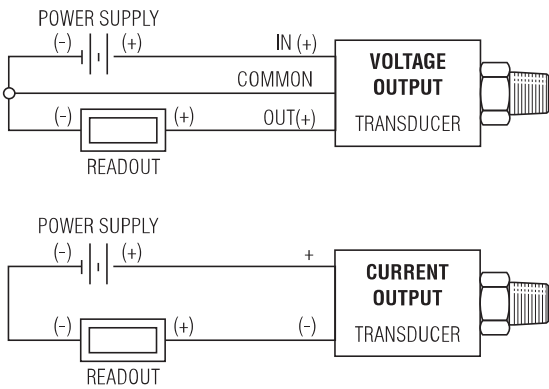 POWER SUPPLY
(-) (+) IN (+)
COMMON
(-) (+) OUT(+)
READOUT
VOLTAGE
OUTPUT
TRANSDUCER
POWER SUPPLY
(-) (+) +
(-) (+) (-)
READOUT
CURRENT
OUTPUT
TRANSDUCER